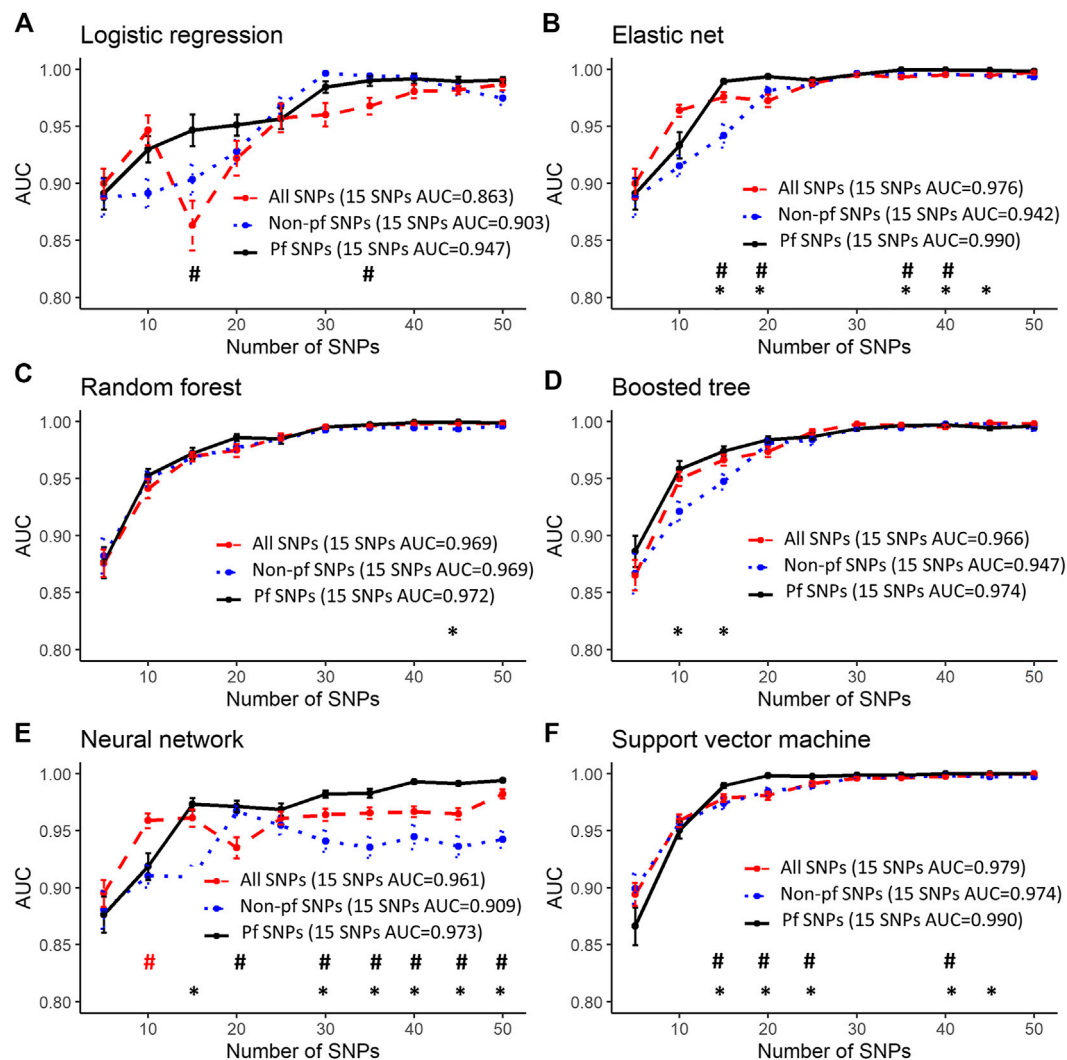 A Logistic regression
1.00
0.95
0.90
0.85
0.80
AUC
All SNPs (15 SNPs AUC=0.863)
Non-pf SNPs (15 SNPs AUC=0.903)
Pf SNPs (15 SNPs AUC=0.947)
# #
10 20 30 40 50
Number of SNPs
B Elastic net
1.00
0.95
0.90
0.85
0.80
AUC
All SNPs (15 SNPs AUC=0.976)
Non-pf SNPs (15 SNPs AUC=0.942)
Pf SNPs (15 SNPs AUC=0.990)
# # # #
* * * * *
10 20 30 40 50
Number of SNPs
C Random forest
1.00
0.95
0.90
0.85
0.80
AUC
All SNPs (15 SNPs AUC=0.969)
Non-pf SNPs (15 SNPs AUC=0.969)
Pf SNPs (15 SNPs AUC=0.972)
*
10 20 30 40 50
Number of SNPs
D Boosted tree
1.00
0.95
0.90
0.85
0.80
AUC
All SNPs (15 SNPs AUC=0.966)
Non-pf SNPs (15 SNPs AUC=0.947)
Pf SNPs (15 SNPs AUC=0.974)
* *
10 20 30 40 50
Number of SNPs
E Neural network
1.00
0.95
0.90
0.85
0.80
AUC
All SNPs (15 SNPs AUC=0.961)
Non-pf SNPs (15 SNPs AUC=0.909)
Pf SNPs (15 SNPs AUC=0.973)
# # # # # # #
* * * * * *
10 20 30 40 50
Number of SNPs
F Support vector machine
1.00
0.95
0.90
0.85
0.80
AUC
All SNPs (15 SNPs AUC=0.979)
Non-pf SNPs (15 SNPs AUC=0.974)
Pf SNPs (15 SNPs AUC=0.990)
# # # #
* * * * *
10 20 30 40 50
Number of SNPs